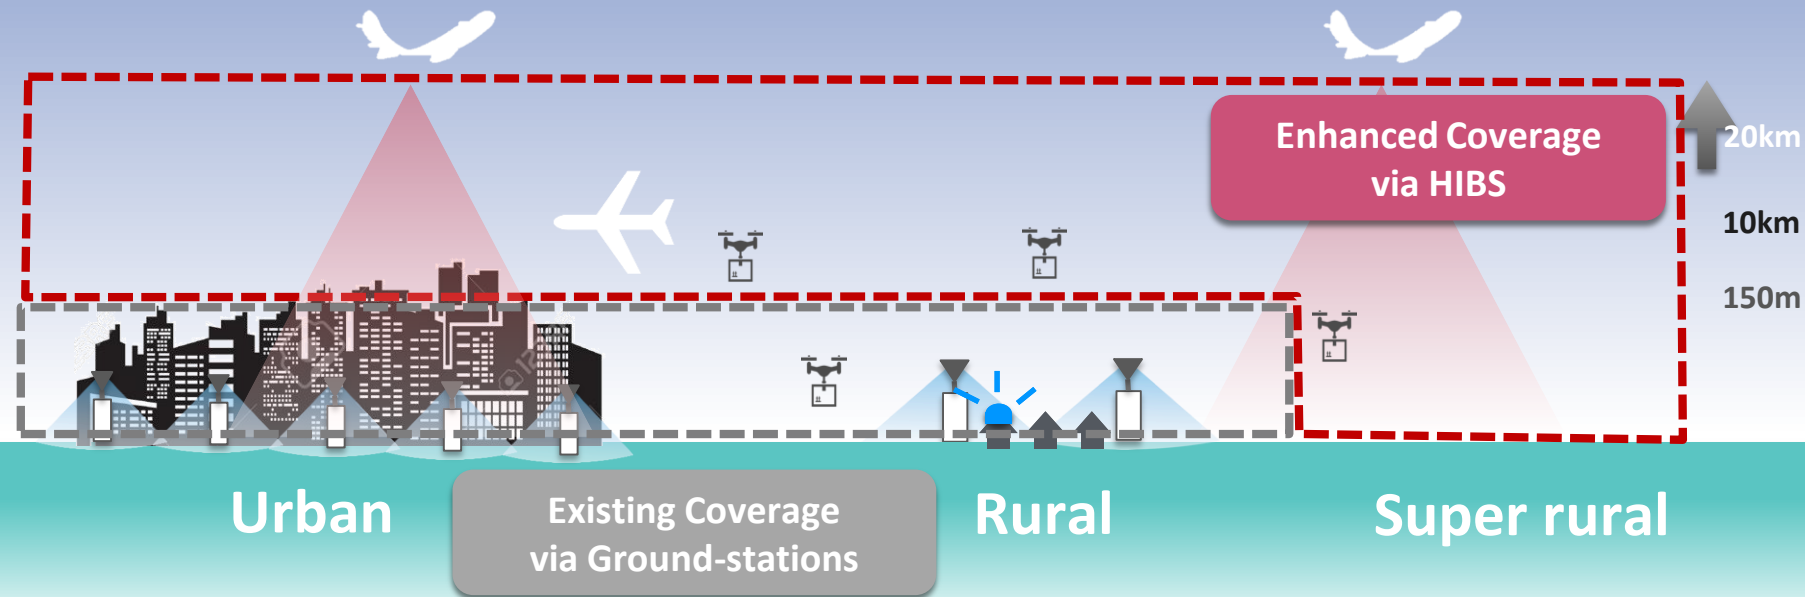 Enhanced Coverage
via HIBS
20km
10km
150m
Urban
Existing Coverage
via Ground-stations
Rural
Super rural